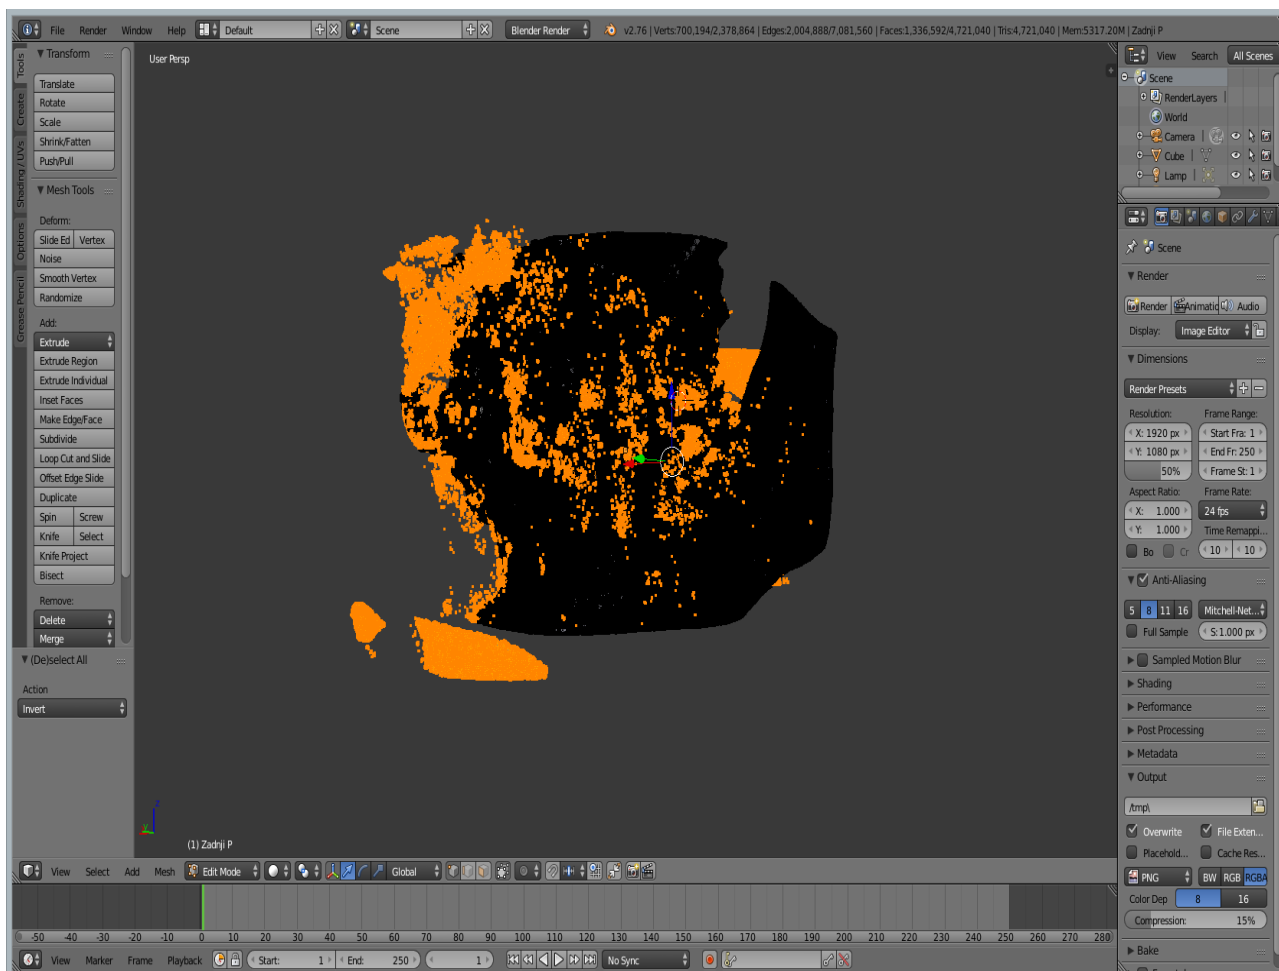 File Render Window Help Default Scene Blender Render v2.76 | Verts:700,194/2,378,864 | Edges:2,004,888/7,081,560 | Faces:1,336,592/4,721,040 | Tris:4,721,040 | Mem:5317.20M | Zadnji P
Tools
Create
Shading / UVs
Options
Grease Pencil
Transform
Translate
Rotate
Scale
Shrink/Fatten
Push/Pull
Mesh Tools
Deform:
Slide Ed Vertex
Noise
Smooth Vertex
Randomize
Add:
Extrude
Extrude Region
Extrude Individual
Inset Faces
Make Edge/Face
Subdivide
Loop Cut and Slide
Offset Edge Slide
Duplicate
Spin Screw
Knife Select
Knife Project
Bisect
Remove:
Delete
Merge
(De)select All
Action
Invert
User Persp
z
y
(1) Zadnji P
View Select Add Mesh Edit Mode Global
-50 -40 -30 -20 -10 0 10 20 30 40 50 60 70 80 90 100 110 120 130 140 150 160 170 180 190 200 210 220 230 240 250 260 270 280
View Marker Frame Playback Start: 1 End: 250 1 No Sync
View Search All Scenes
Scene
RenderLayers |
World
Camera |
Cube |
Lamp |
Scene
Render
Render Animatic Audio
Display: Image Editor
Dimensions
Render Presets
Resolution: Frame Range:
X: 1920 px Start Fra: 1
Y: 1080 px End Fr: 250
50% Frame St: 1
Aspect Ratio: Frame Rate:
X: 1.000 24 fps
Y: 1.000 Time Remappi...
Bo Cr 10 10
Anti-Aliasing
5 8 11 16 Mitchell-Net...
Full Sample S: 1.000 px
Sampled Motion Blur
Shading
Performance
Post Processing
Metadata
Output
/tmp\
Overwrite File Exten...
Placehold... Cache Res...
PNG BW RGB RGBA
Color Dep 8 16
Compression: 15%
Bake